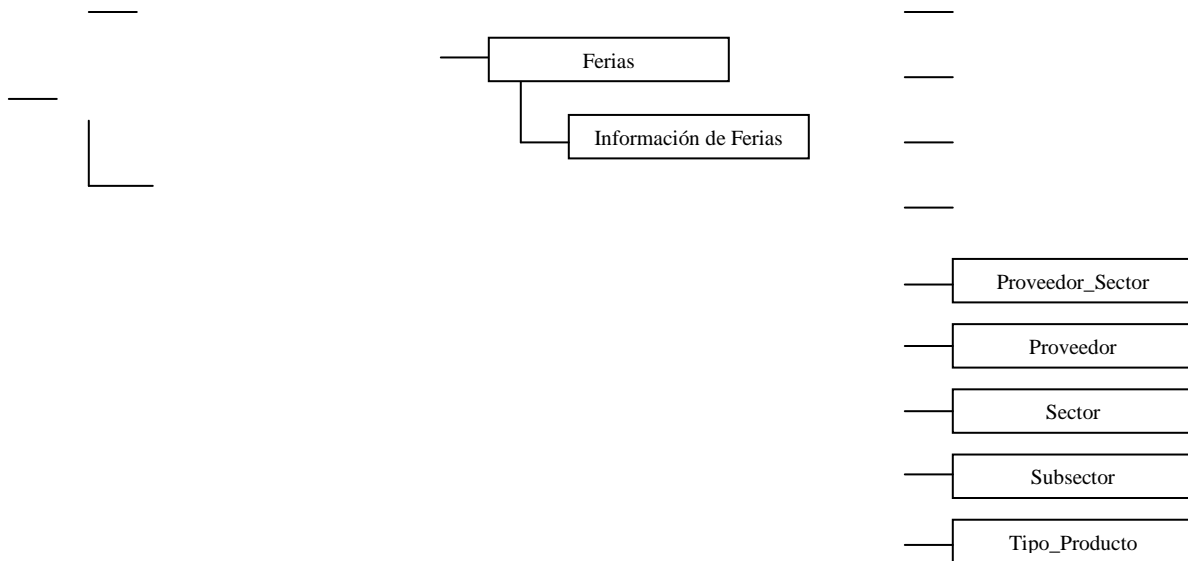 Ferias
Información de Ferias
Proveedor_Sector
Proveedor
Sector
Subsector
Tipo_Producto